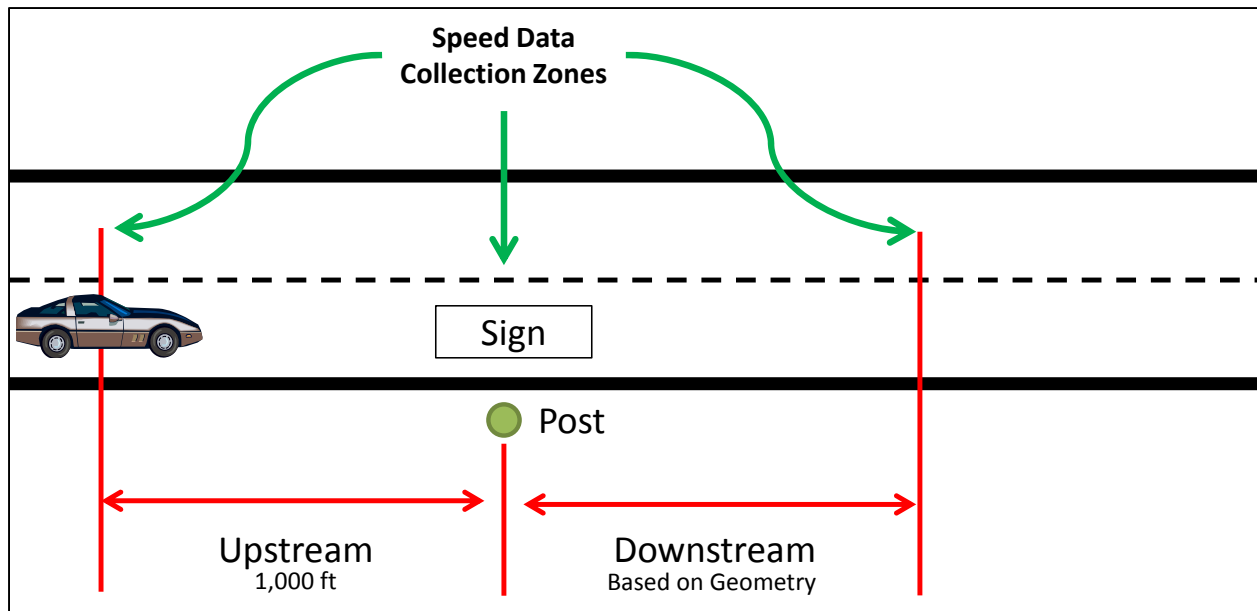 Speed Data
Collection Zones
Sign
Post
Upstream
1,000 ft
Downstream
Based on Geometry